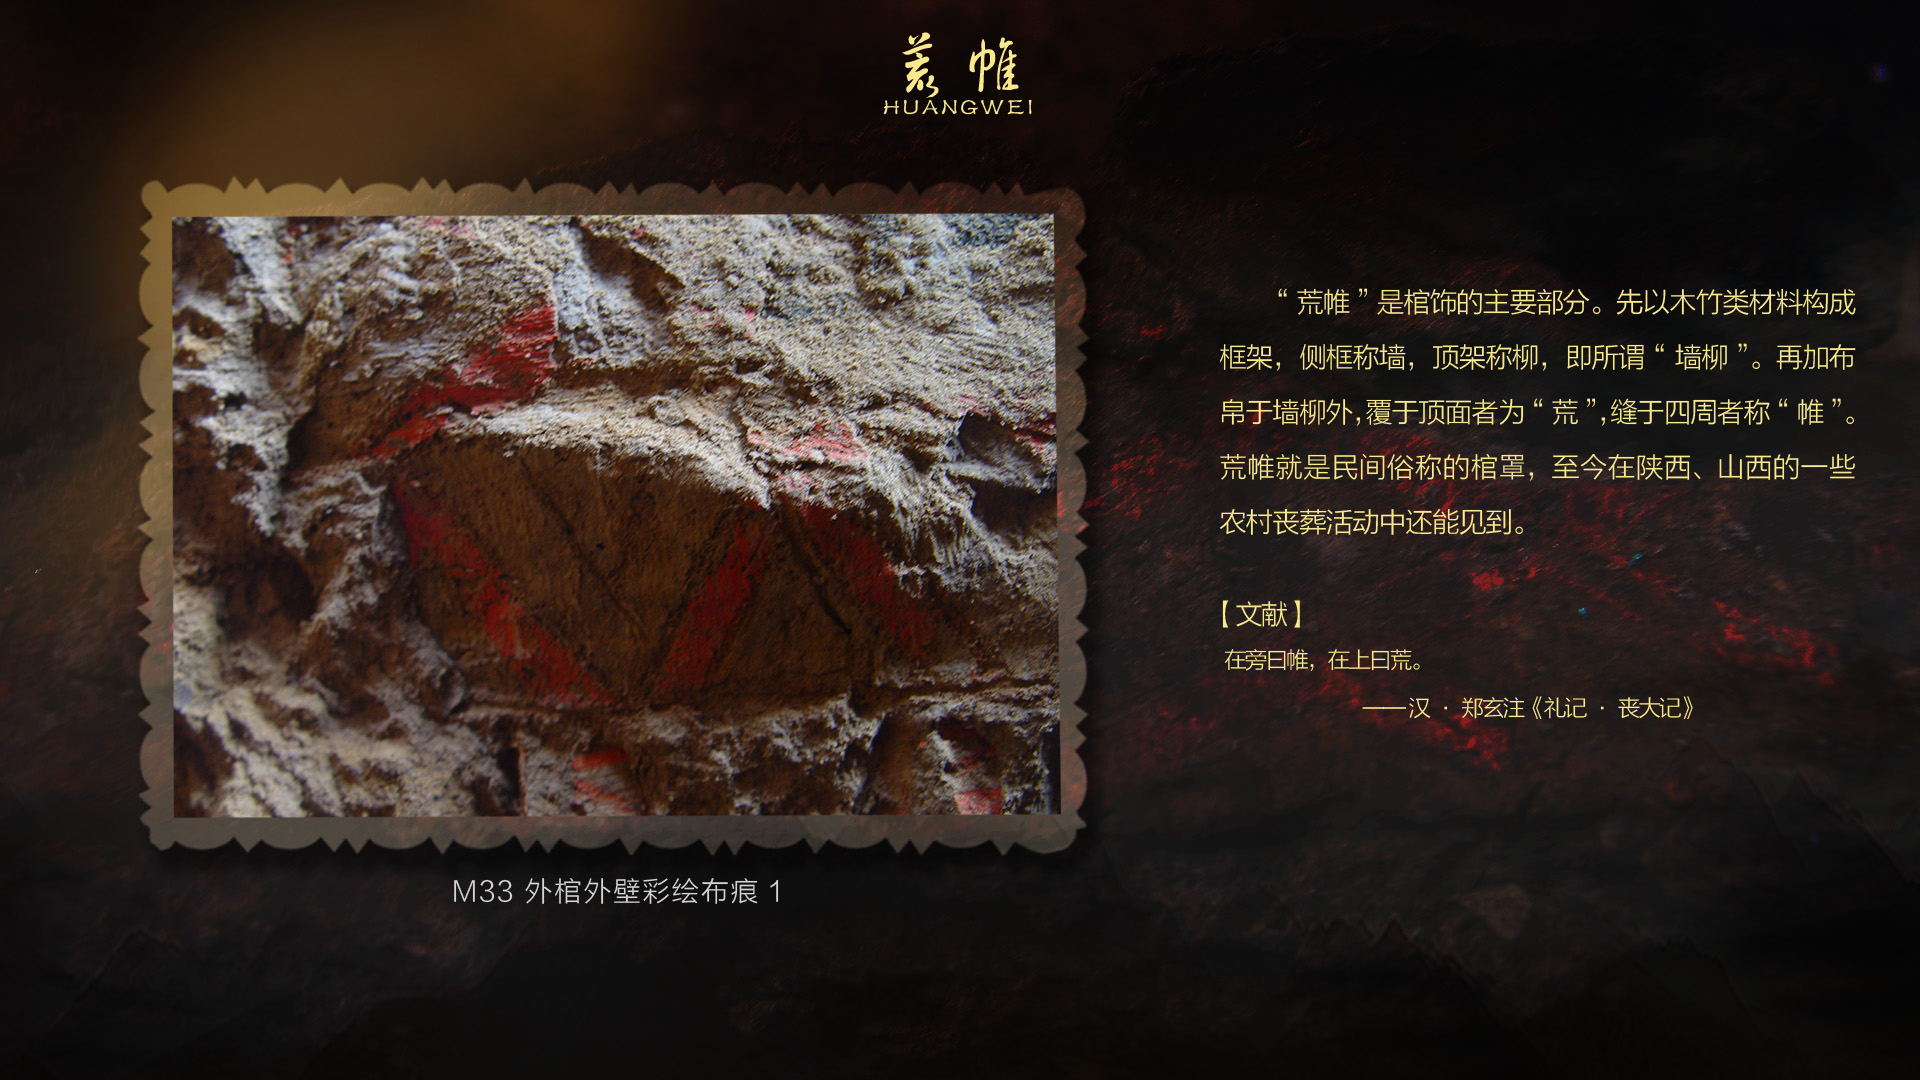 荒帷
HUANGWEI
“荒帷”是棺饰的主要部分。先以木竹类材料构成
框架，侧框称墙，顶架称柳，即所谓“墙柳”。再加布
帛于墙柳外，覆于顶面者为“荒”，缝于四周者称“帷”。
荒帷就是民间俗称的棺罩，至今在陕西、山西的一些
农村丧葬活动中还能见到。
【文献】
在旁曰帷，在上曰荒。
——汉 · 郑玄注《礼记 · 丧大记》
M33 外棺外壁彩绘布痕 1